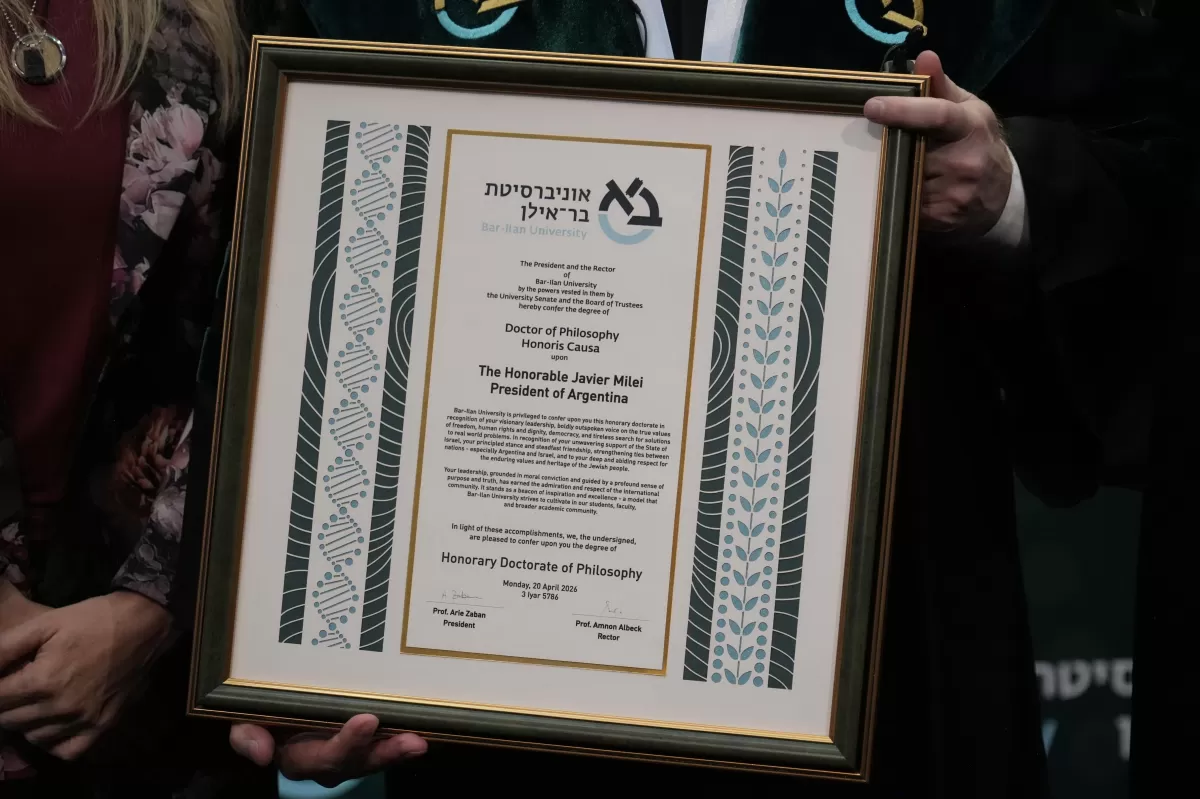 אוניברסיטת
בר־אילן
Bar-Ilan University
The President and the Rector
of
Bar-Ilan University
by the powers vested in them by
the University Senate and the Board of Trustees
hereby confer the degree of
Doctor of Philosophy
Honoris Causa
upon
The Honorable Javier Milei
President of Argentina
Bar-Ilan University is privileged to confer upon you this honorary doctorate in
recognition of your visionary leadership, boldly outspoken voice on the true values
of freedom, human rights and dignity, democracy, and tireless search for solutions
to real world problems. In recognition of your unwavering support of the State of
Israel, your principled stance and steadfast friendship, strengthening ties between
nations - especially Argentina and Israel, and to your deep and abiding respect for
the enduring values and heritage of the Jewish people.
Your leadership, grounded in moral conviction and guided by a profound sense of
purpose and truth, has earned the admiration and respect of the international
community. It stands as a beacon of inspiration and excellence - a model that
Bar-Ilan University strives to cultivate in our students, faculty,
and broader academic community.
In light of these accomplishments, we, the undersigned,
are pleased to confer upon you the degree of
Honorary Doctorate of Philosophy
Monday, 20 April 2026
3 Iyar 5786
Prof. Arie Zaban
President
Prof. Amnon Albeck
Rector